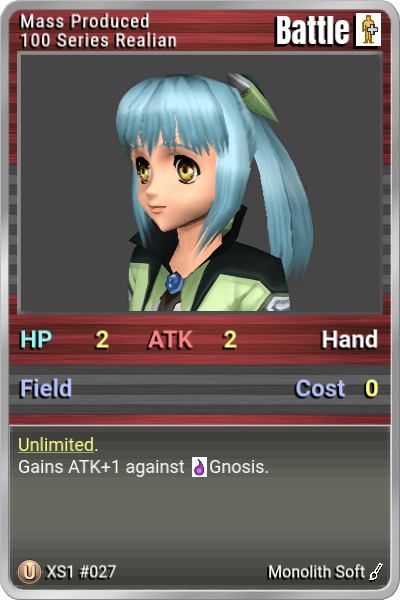 Mass Produced
100 Series Realian
Battle
HP 2 ATK 2 Hand
Field Cost 0
Unlimited.
Gains ATK+1 against Gnosis.
U XS1 #027 Monolith Soft